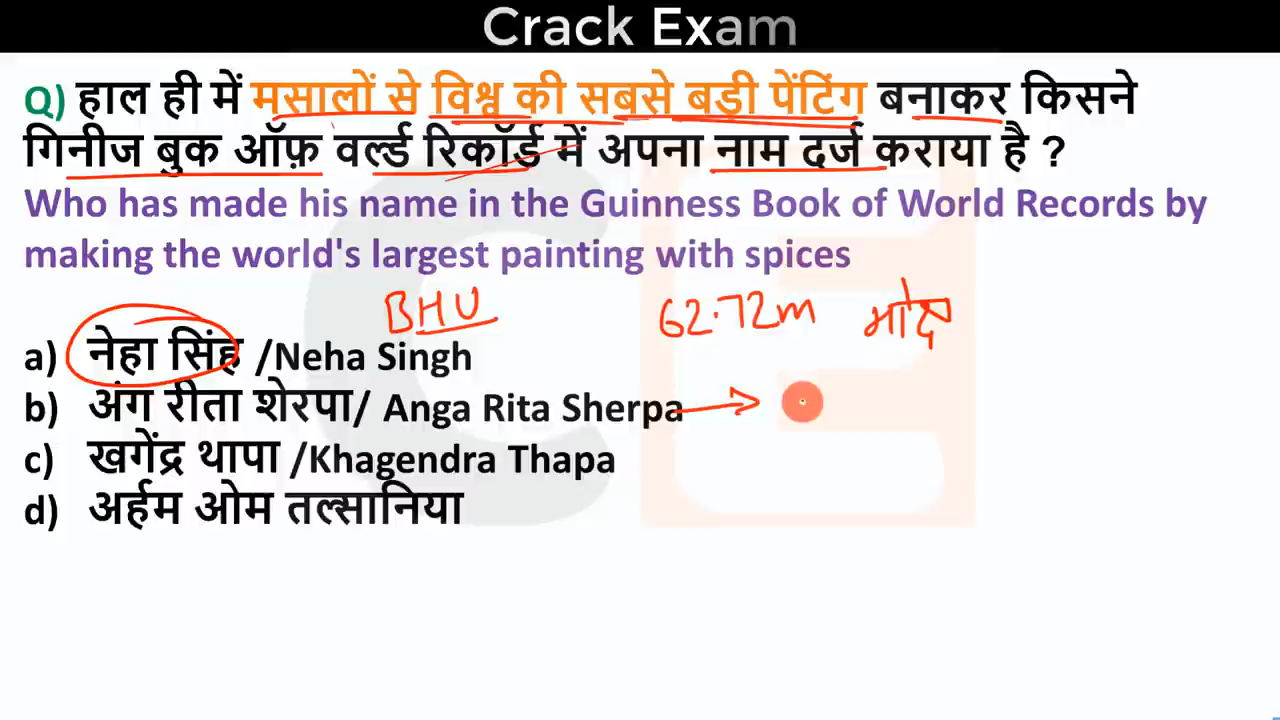 Crack Exam
Q) हाल ही में मसालों से विश्व की सबसे बड़ी पेंटिंग बनाकर किसने
गिनीज बुक ऑफ़ वर्ल्ड रिकॉर्ड में अपना नाम दर्ज कराया है ?
Who has made his name in the Guinness Book of World Records by
making the world's largest painting with spices
BHU 62.72m
a) नेहा सिंह /Neha Singh
b) अंग रीता शेरपा/ Anga Rita Sherpa
c) खगेंद्र थापा /Khagendra Thapa
d) अर्हम ओम तल्सानिया